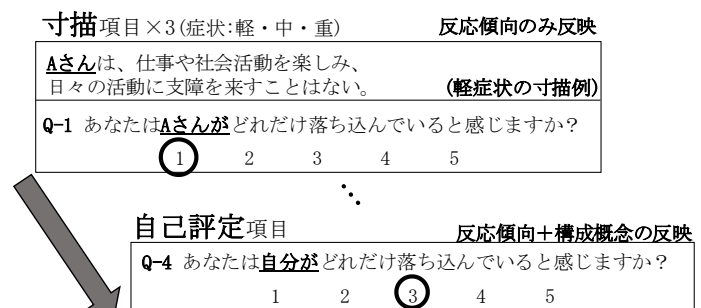 寸描項目×3(症状:軽・中・重) 反応傾向のみ反映
Aさんは、仕事や社会活動を楽しみ、
日々の活動に支障を来すことはない。 (軽症状の寸描例)
Q-1 あなたはAさんがどれだけ落ち込んでいると感じますか?
1 2 3 4 5
自己評定項目 反応傾向+構成概念の反映
Q-4 あなたは自分がどれだけ落ち込んでいると感じますか?
1 2 3 4 5